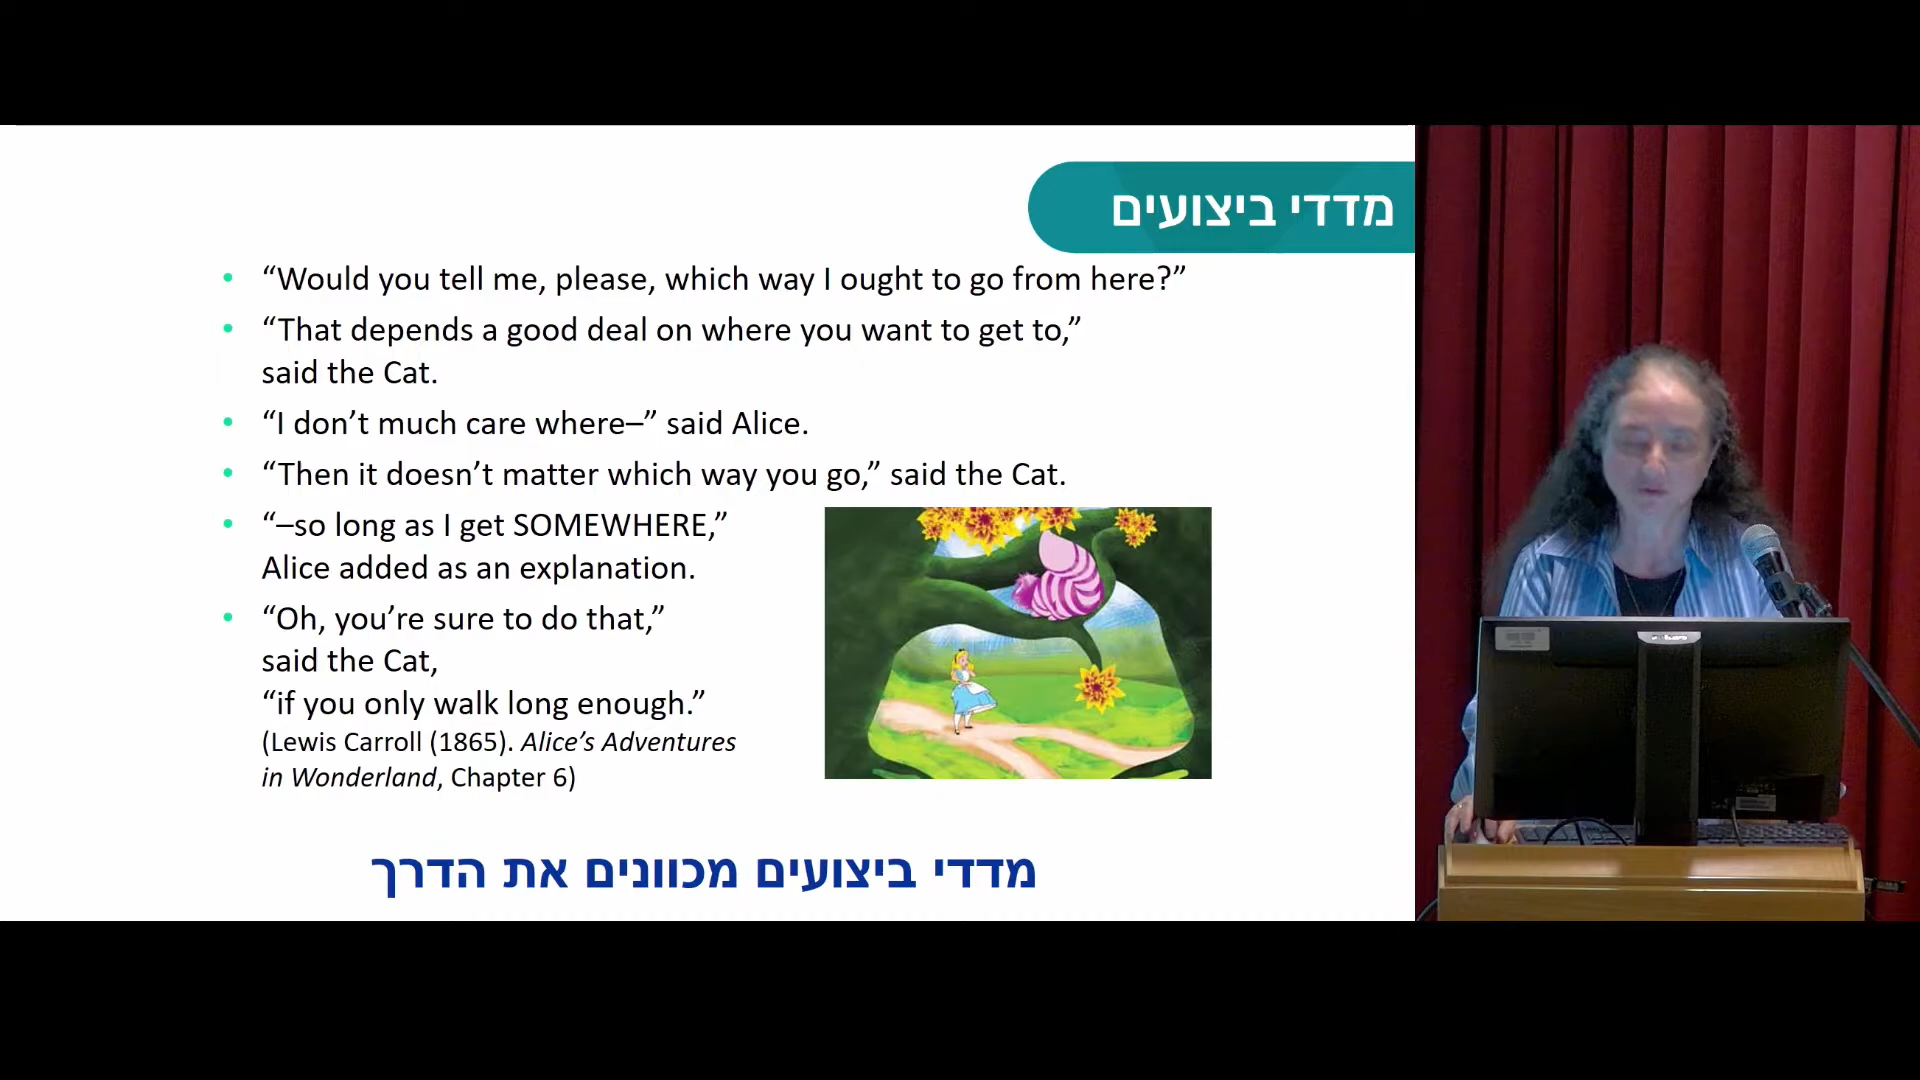 מדדי ביצועים
“Would you tell me, please, which way I ought to go from here?”
“That depends a good deal on where you want to get to,”
said the Cat.
“I don’t much care where–” said Alice.
“Then it doesn’t matter which way you go,” said the Cat.
“–so long as I get SOMEWHERE,”
Alice added as an explanation.
“Oh, you’re sure to do that,”
said the Cat,
“if you only walk long enough.”
(Lewis Carroll (1865). Alice’s Adventures
in Wonderland, Chapter 6)
מדדי ביצועים מכוונים את הדרך